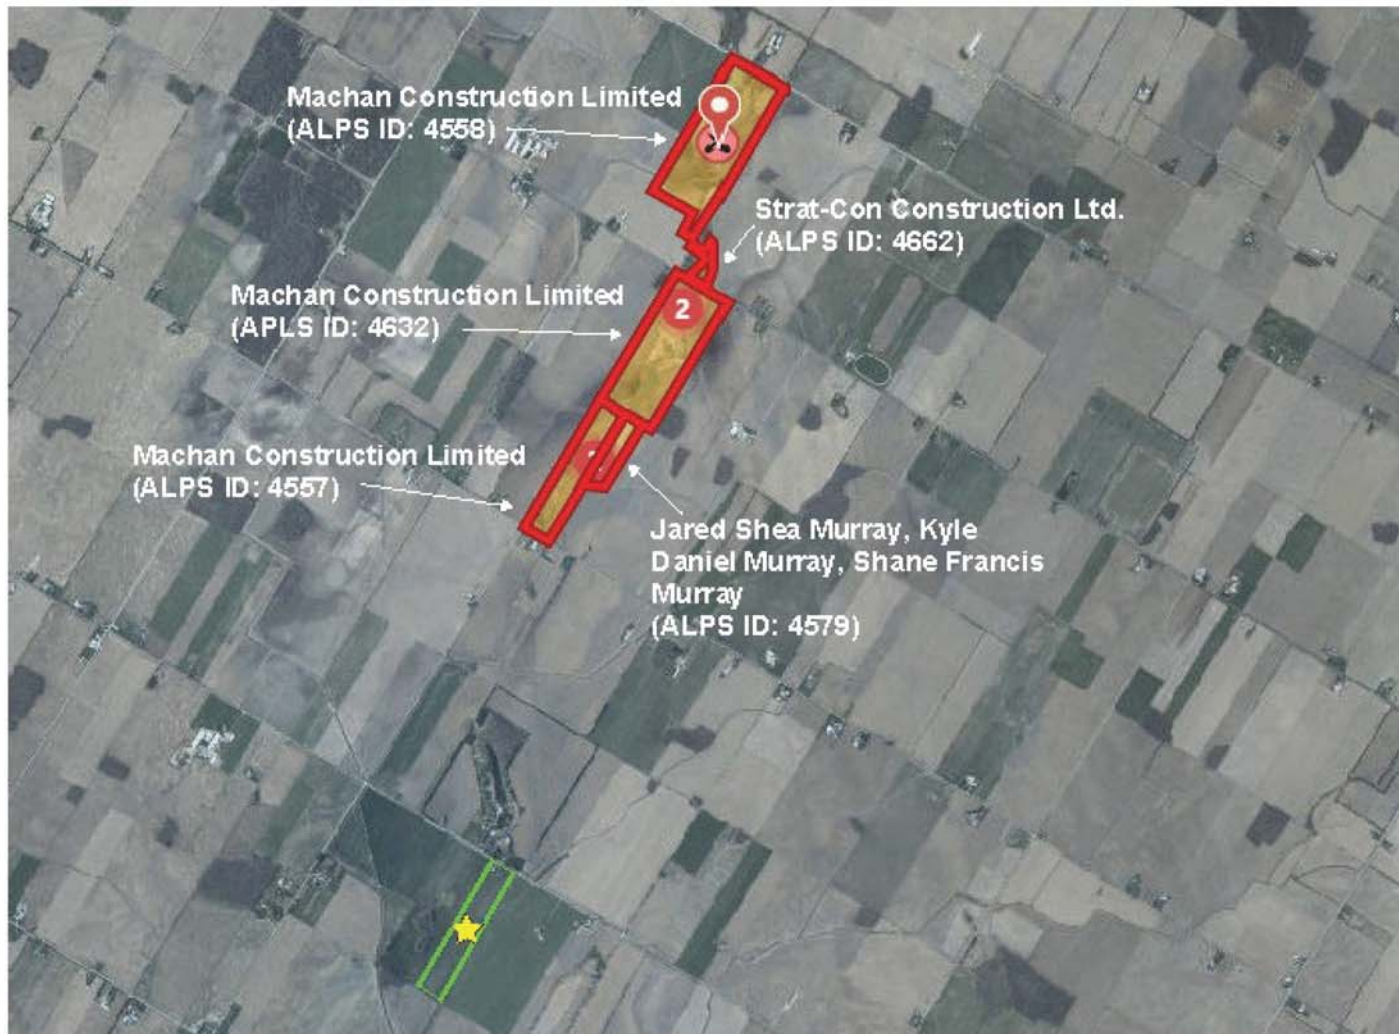 Machan Construction Limited
(ALPS ID: 4558)
Strat-Con Construction Ltd.
(ALPS ID: 4662)
Machan Construction Limited
(APLS ID: 4632)
2
Machan Construction Limited
(ALPS ID: 4557)
Jared Shea Murray, Kyle
Daniel Murray, Shane Francis
Murray
(ALPS ID: 4579)